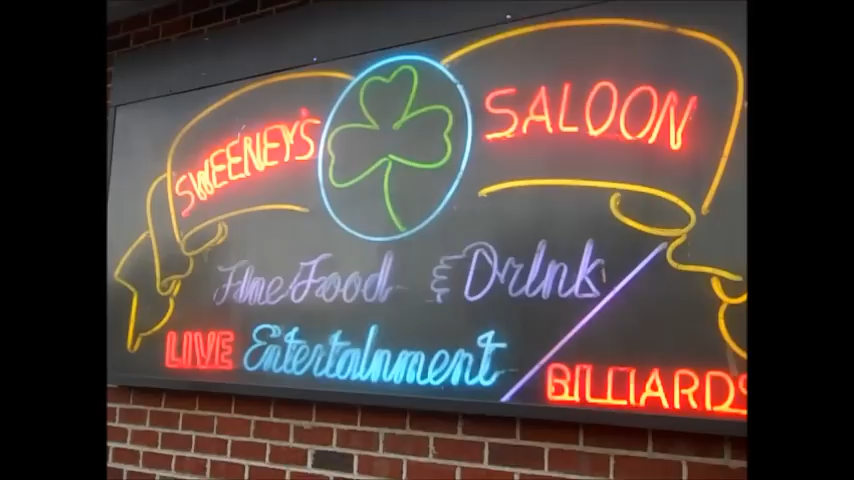 SWEENEY'S SALOON
Fine Food & Drink
LIVE Entertainment / BILLIARDS